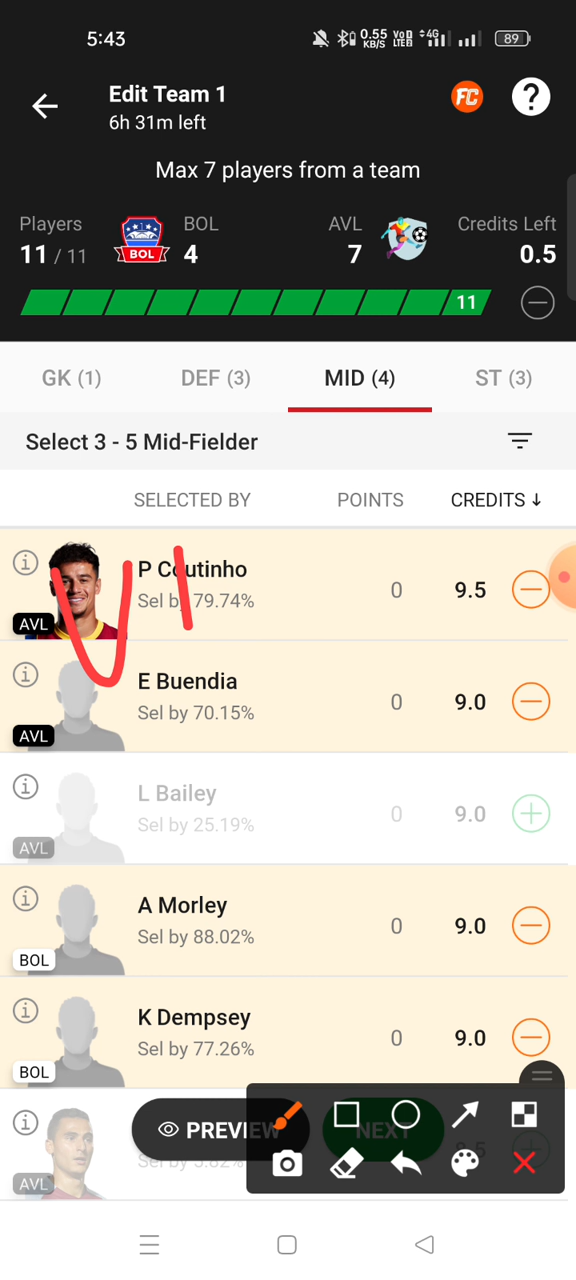 5:43 0.55 KB/S VoD LTE2 4G 89
Edit Team 1
6h 31m left
FC ?
Max 7 players from a team
Players BOL AVL Credits Left
11 / 11 BOL 4 7 0.5
11
GK (1) DEF (3) MID (4) ST (3)
Select 3 - 5 Mid-Fielder
SELECTED BY POINTS CREDITS ↓
P Coutinho
Sel by 79.74% 0 9.5
AVL
E Buendia
Sel by 70.15% 0 9.0
AVL
L Bailey
Sel by 25.19% 0 9.0
AVL
A Morley
Sel by 88.02% 0 9.0
BOL
K Dempsey
Sel by 77.26% 0 9.0
BOL
PREVIEW NEXT
AVL